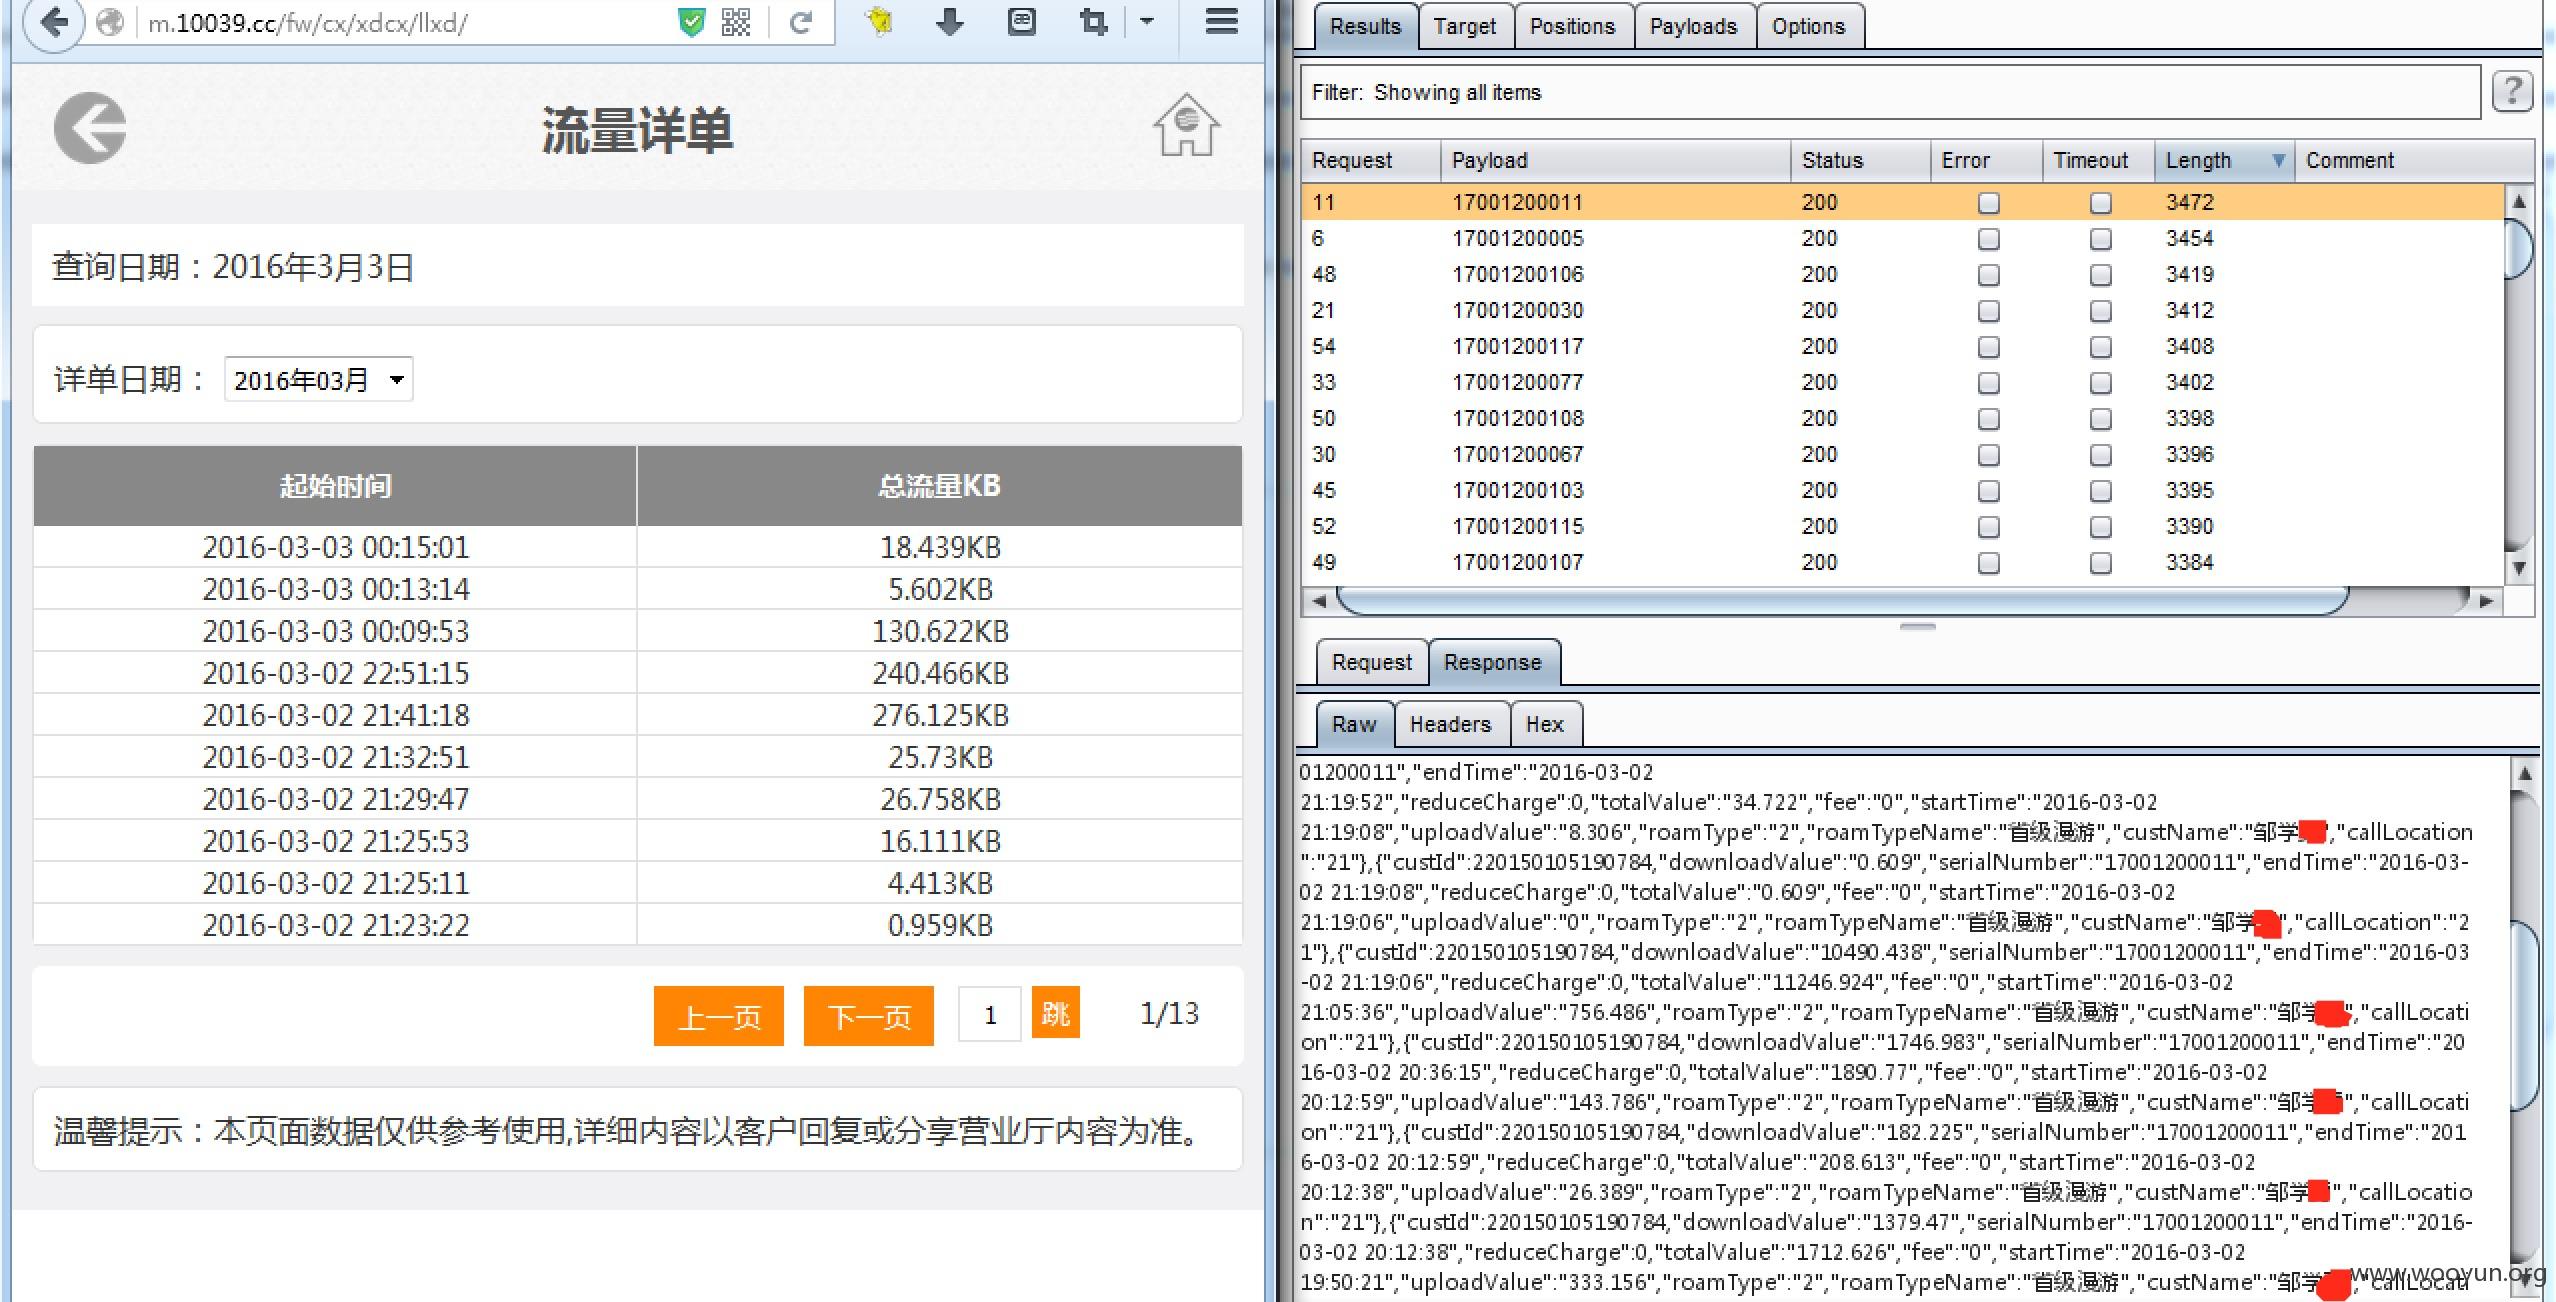 m.10039.cc/fw/cx/xdcx/llxd/
流量详单
查询日期：2016年3月3日
详单日期： 2016年03月
起始时间 总流量KB
2016-03-03 00:15:01 18.439KB
2016-03-03 00:13:14 5.602KB
2016-03-03 00:09:53 130.622KB
2016-03-02 22:51:15 240.466KB
2016-03-02 21:41:18 276.125KB
2016-03-02 21:32:51 25.73KB
2016-03-02 21:29:47 26.758KB
2016-03-02 21:25:53 16.111KB
2016-03-02 21:25:11 4.413KB
2016-03-02 21:23:22 0.959KB
上一页 下一页 1 跳 1/13
温馨提示：本页面数据仅供参考使用,详细内容以客户回复或分享营业厅内容为准。
Results Target Positions Payloads Options
Filter: Showing all items
?
Request Payload Status Error Timeout Length Comment
11 17001200011 200 3472
6 17001200005 200 3454
48 17001200106 200 3419
21 17001200030 200 3412
54 17001200117 200 3408
33 17001200077 200 3402
50 17001200108 200 3398
30 17001200067 200 3396
45 17001200103 200 3395
52 17001200115 200 3390
49 17001200107 200 3384
Request Response
Raw Headers Hex
01200011","endTime":"2016-03-02
21:19:52","reduceCharge":0,"totalValue":"34.722","fee":"0","startTime":"2016-03-02
21:19:08","uploadValue":"8.306","roamType":"2","roamTypeName":"省级漫游","custName":"邹学","callLocation
":"21"},{"custId":220150105190784,"downloadValue":"0.609","serialNumber":"17001200011","endTime":"2016-03-
02 21:19:08","reduceCharge":0,"totalValue":"0.609","fee":"0","startTime":"2016-03-02
21:19:06","uploadValue":"0","roamType":"2","roamTypeName":"省级漫游","custName":"邹学","callLocation":"2
1"},{"custId":220150105190784,"downloadValue":"10490.438","serialNumber":"17001200011","endTime":"2016-03
-02 21:19:06","reduceCharge":0,"totalValue":"11246.924","fee":"0","startTime":"2016-03-02
21:05:36","uploadValue":"756.486","roamType":"2","roamTypeName":"省级漫游","custName":"邹学","callLocati
on":"21"},{"custId":220150105190784,"downloadValue":"1746.983","serialNumber":"17001200011","endTime":"20
16-03-02 20:36:15","reduceCharge":0,"totalValue":"1890.77","fee":"0","startTime":"2016-03-02
20:12:59","uploadValue":"143.786","roamType":"2","roamTypeName":"省级漫游","custName":"邹学","callLocati
on":"21"},{"custId":220150105190784,"downloadValue":"182.225","serialNumber":"17001200011","endTime":"201
6-03-02 20:12:59","reduceCharge":0,"totalValue":"208.613","fee":"0","startTime":"2016-03-02
20:12:38","uploadValue":"26.389","roamType":"2","roamTypeName":"省级漫游","custName":"邹学","callLocatio
n":"21"},{"custId":220150105190784,"downloadValue":"1379.47","serialNumber":"17001200011","endTime":"2016-
03-02 20:12:38","reduceCharge":0,"totalValue":"1712.626","fee":"0","startTime":"2016-03-02
19:50:21","uploadValue":"333.156","roamType":"2","roamTypeName":"省级漫游","custName":"邹学","callLocati
www.wooyun.org